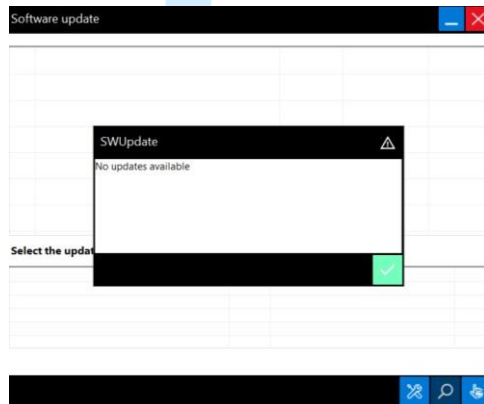 Software update
SWUpdate
No updates available
Select the updat